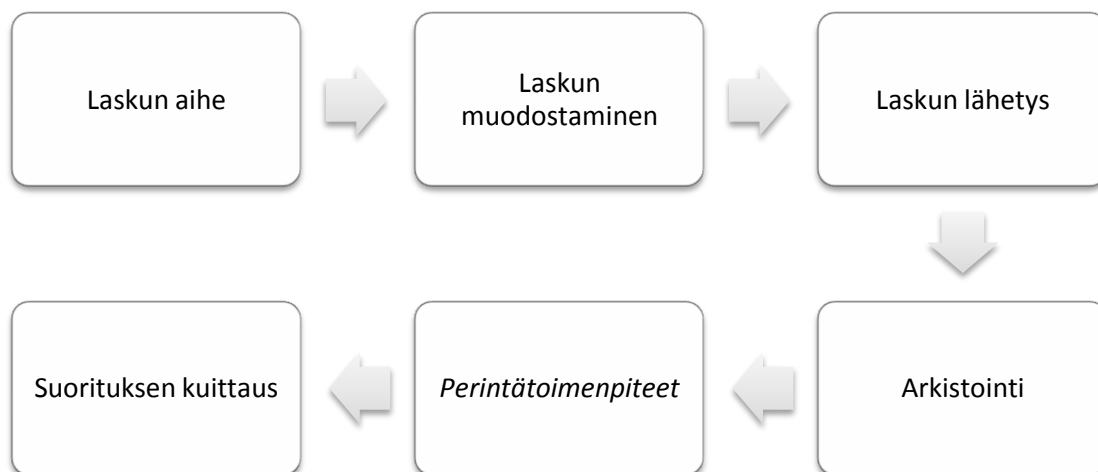 Laskun aihe
Laskun
muodostaminen
Laskun lähetys
Arkistointi
Perintätoimenpiteet
Suorituksen kuittaus